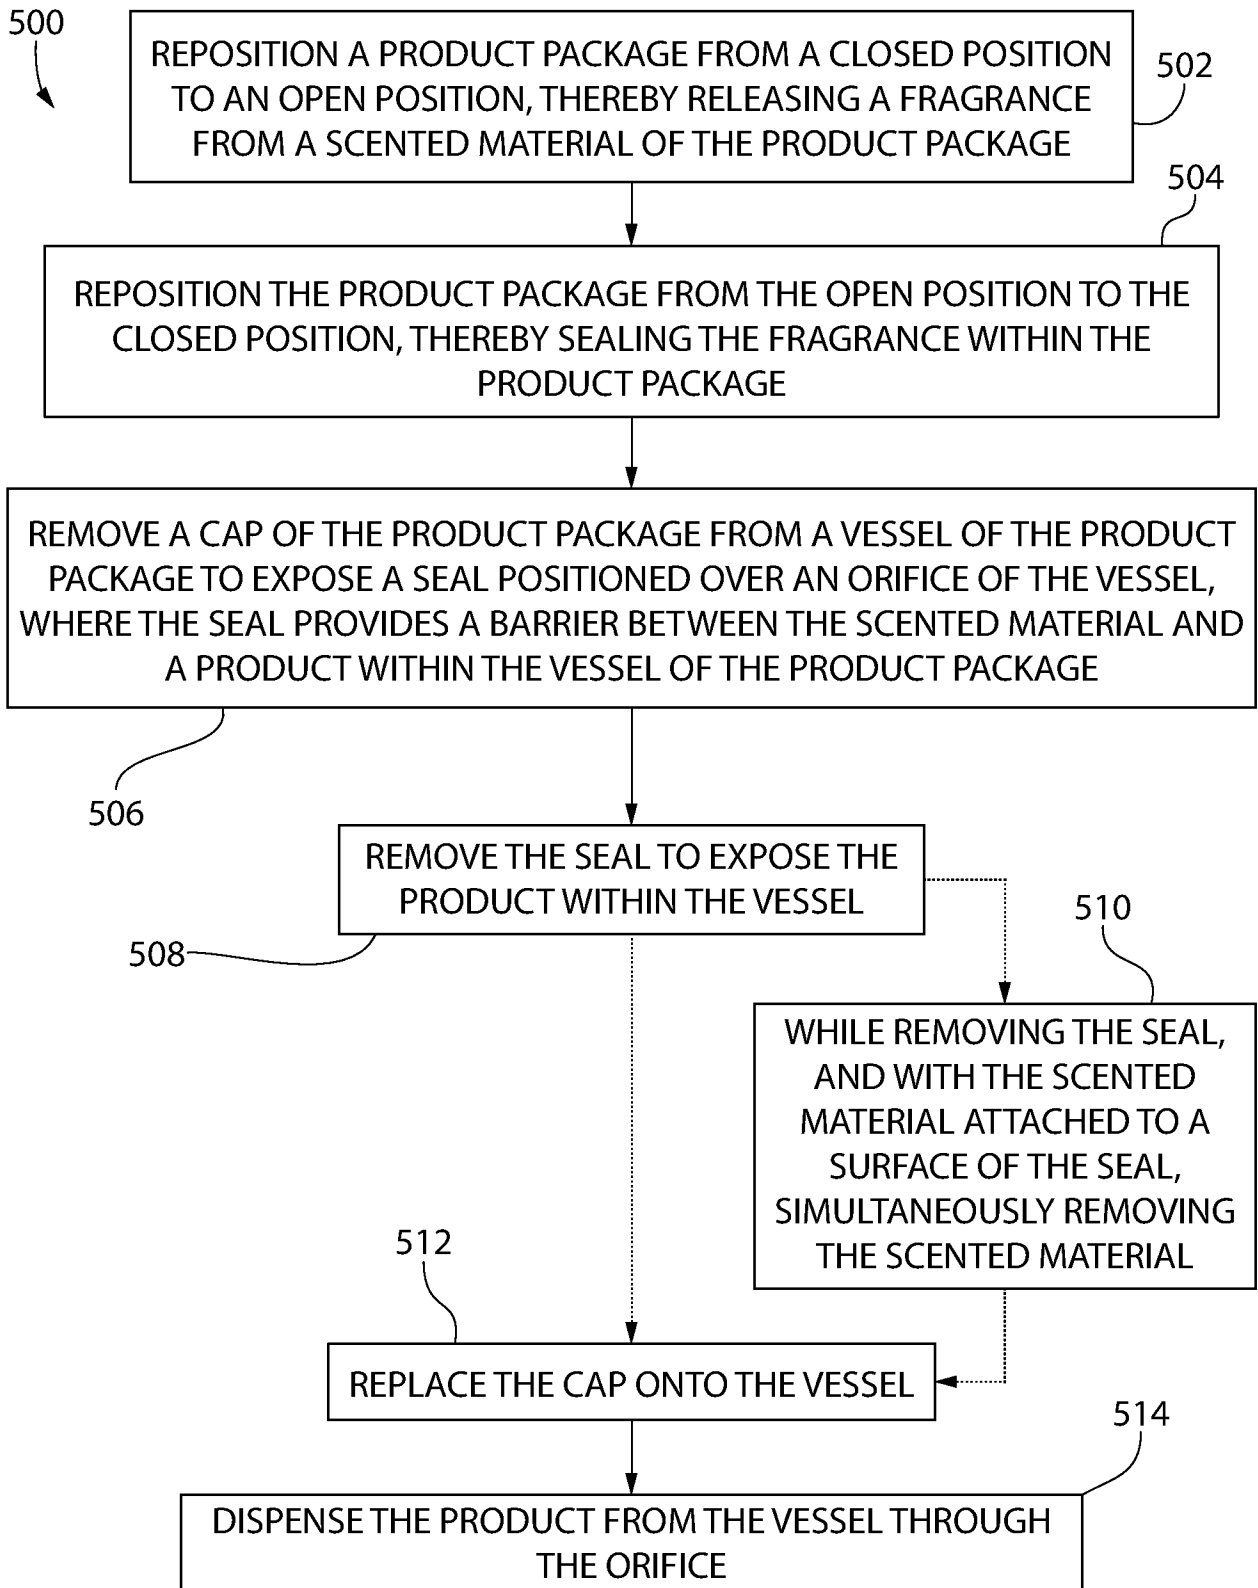 500
REPOSITION A PRODUCT PACKAGE FROM A CLOSED POSITION
TO AN OPEN POSITION, THEREBY RELEASING A FRAGRANCE
FROM A SCENTED MATERIAL OF THE PRODUCT PACKAGE
502
504
REPOSITION THE PRODUCT PACKAGE FROM THE OPEN POSITION TO THE
CLOSED POSITION, THEREBY SEALING THE FRAGRANCE WITHIN THE
PRODUCT PACKAGE
REMOVE A CAP OF THE PRODUCT PACKAGE FROM A VESSEL OF THE PRODUCT
PACKAGE TO EXPOSE A SEAL POSITIONED OVER AN ORIFICE OF THE VESSEL,
WHERE THE SEAL PROVIDES A BARRIER BETWEEN THE SCENTED MATERIAL AND
A PRODUCT WITHIN THE VESSEL OF THE PRODUCT PACKAGE
506
REMOVE THE SEAL TO EXPOSE THE
PRODUCT WITHIN THE VESSEL
508
510
WHILE REMOVING THE SEAL,
AND WITH THE SCENTED
MATERIAL ATTACHED TO A
SURFACE OF THE SEAL,
SIMULTANEOUSLY REMOVING
THE SCENTED MATERIAL
512
REPLACE THE CAP ONTO THE VESSEL
514
DISPENSE THE PRODUCT FROM THE VESSEL THROUGH
THE ORIFICE